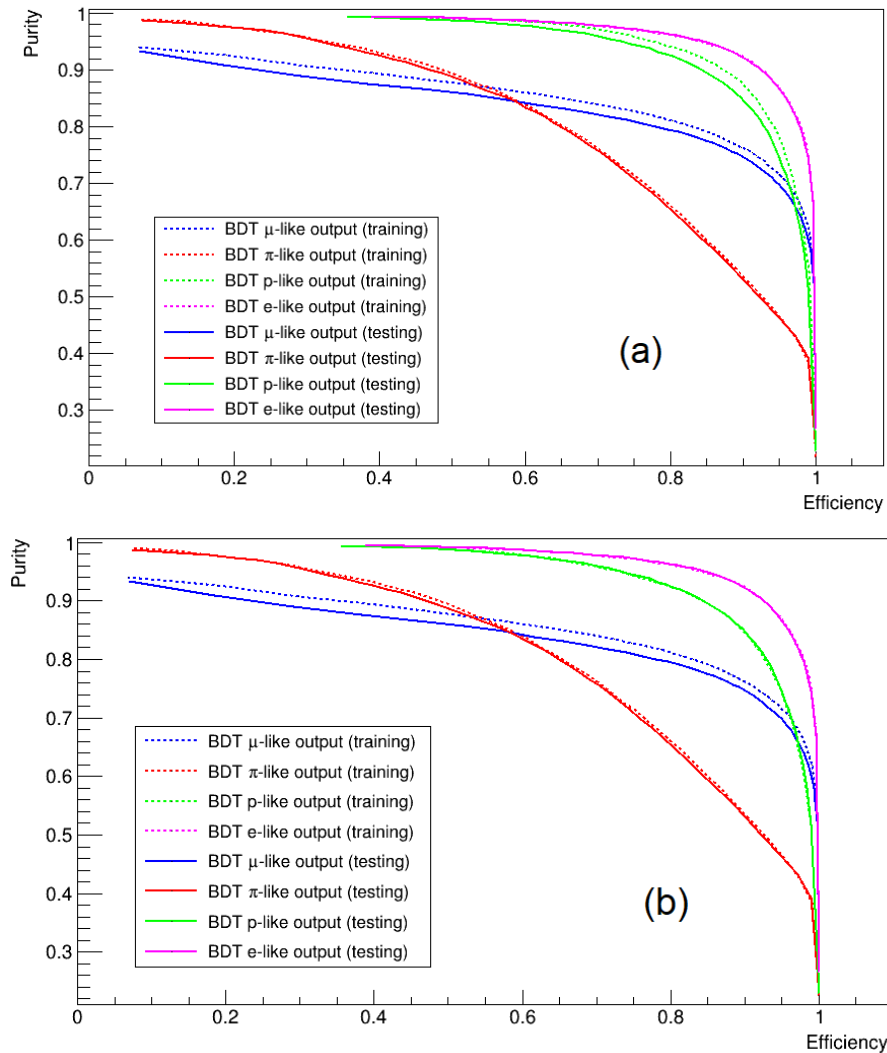 Purity
1
0.9
0.8
0.7
0.6
0.5
0.4
0.3
BDT μ-like output (training)
BDT π-like output (training)
BDT p-like output (training)
BDT e-like output (training)
BDT μ-like output (testing)
BDT π-like output (testing)
BDT p-like output (testing)
BDT e-like output (testing)
(a)
0 0.2 0.4 0.6 0.8 1
Efficiency
Purity
1
0.9
0.8
0.7
0.6
0.5
0.4
0.3
BDT μ-like output (training)
BDT π-like output (training)
BDT p-like output (training)
BDT e-like output (training)
BDT μ-like output (testing)
BDT π-like output (testing)
BDT p-like output (testing)
BDT e-like output (testing)
(b)
0 0.2 0.4 0.6 0.8 1
Efficiency